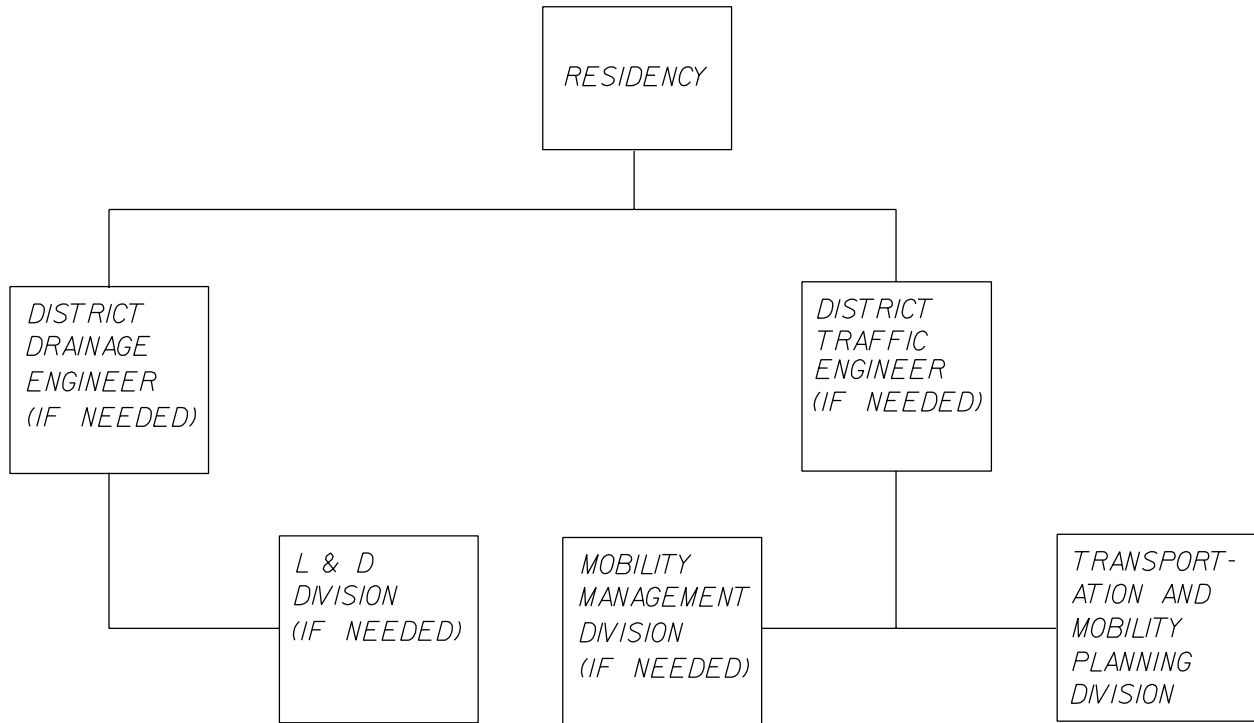 RESIDENCY
DISTRICT
DRAINAGE
ENGINEER
(IF NEEDED)
DISTRICT
TRAFFIC
ENGINEER
(IF NEEDED)
L & D
DIVISION
(IF NEEDED)
MOBILITY
MANAGEMENT
DIVISION
(IF NEEDED)
TRANSPORT-
ATION AND
MOBILITY
PLANNING
DIVISION